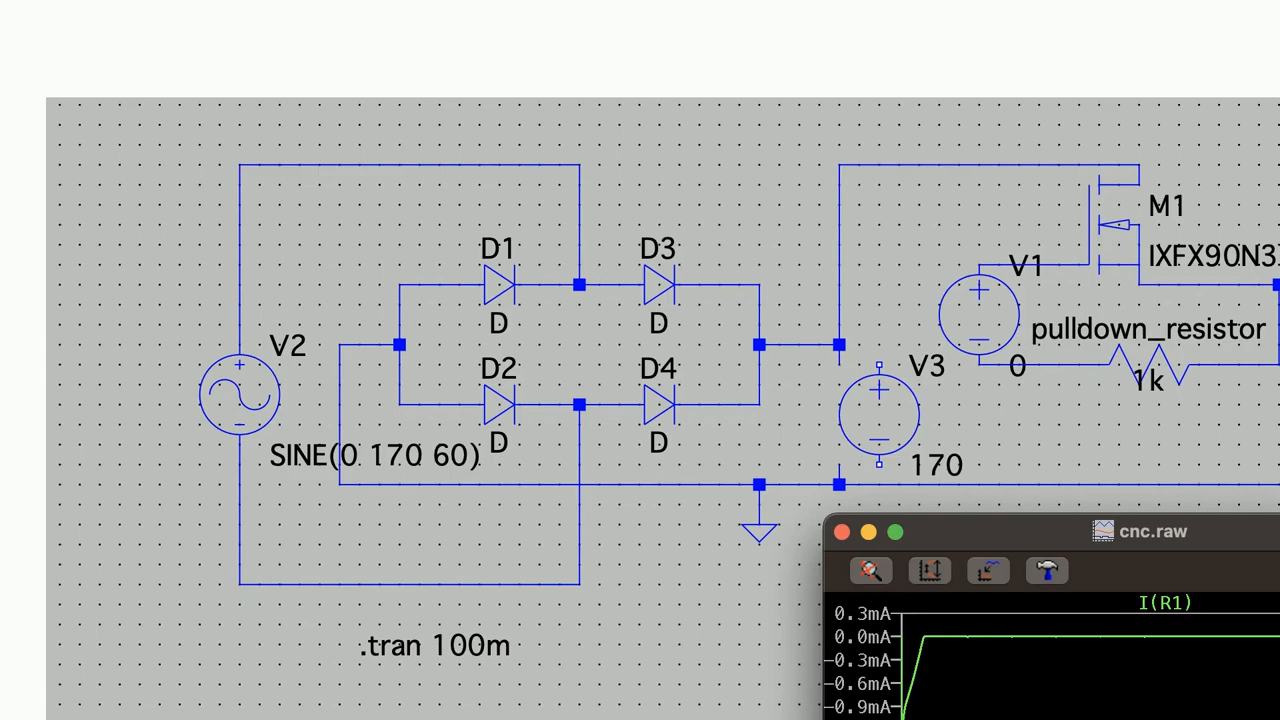 M1
D1
D3
IXFX90N3
V1
D
D
pulldown_resistor
V2
D2
D4
V3
0
1k
D
D
SINE(0 170 60)
170
cnc.raw
I(R1)
0.3mA
0.0mA
.tran 100m
-0.3mA
-0.6mA
-0.9mA